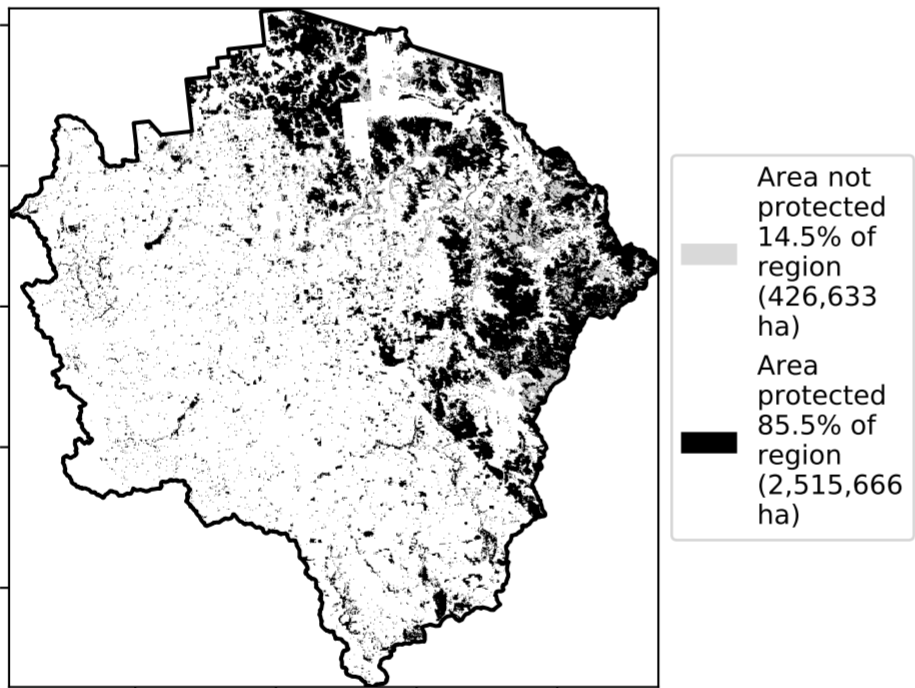 Area not
protected
14.5% of
region
(426,633
ha)
Area
protected
85.5% of
region
(2,515,666
ha)